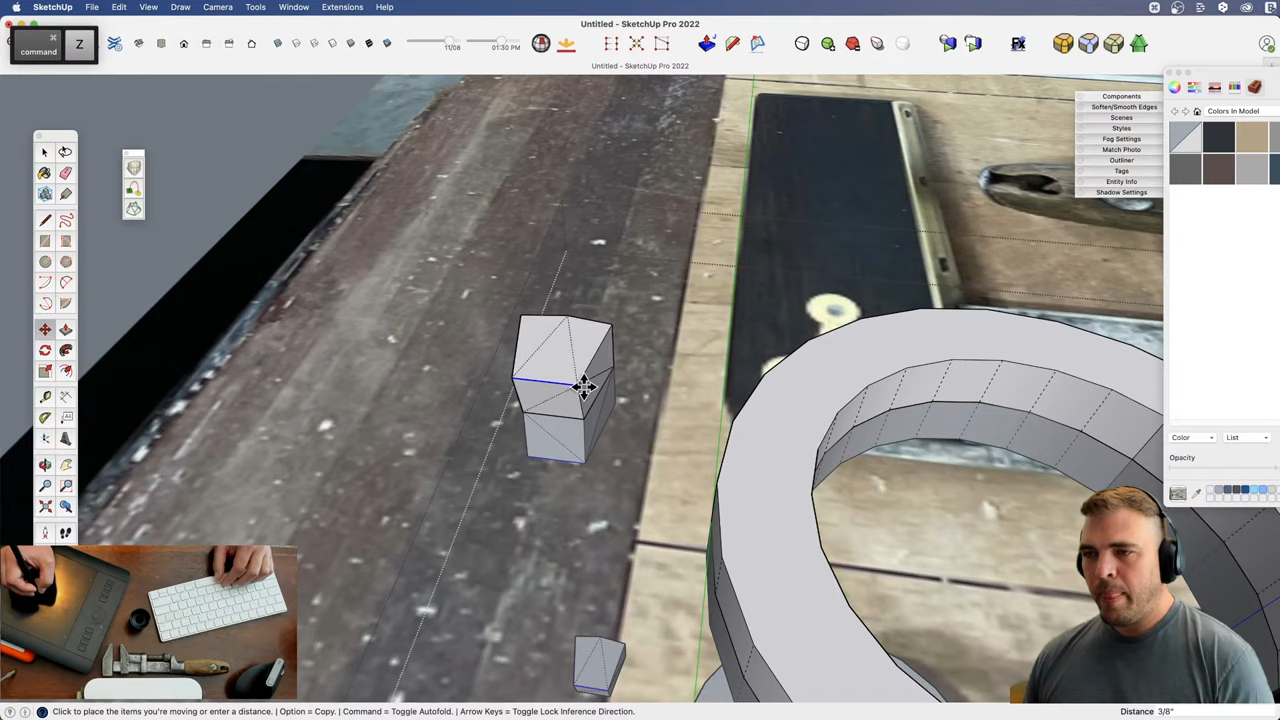 SketchUp File Edit View Draw Camera Tools Window Extensions Help
Untitled - SketchUp Pro 2022
command
Z
11/08
01:30 PM
Untitled - SketchUp Pro 2022
Components
Soften/Smooth Edges
Scenes
Styles
Fog Settings
Match Photo
Outliner
Tags
Entity Info
Shadow Settings
Colors In Model
Color
List
Opacity
Click to place the items you're moving or enter a distance. | Option = Copy. | Command = Toggle Autofold. | Arrow Keys = Toggle Lock Inference Direction.
Distance 3/8"